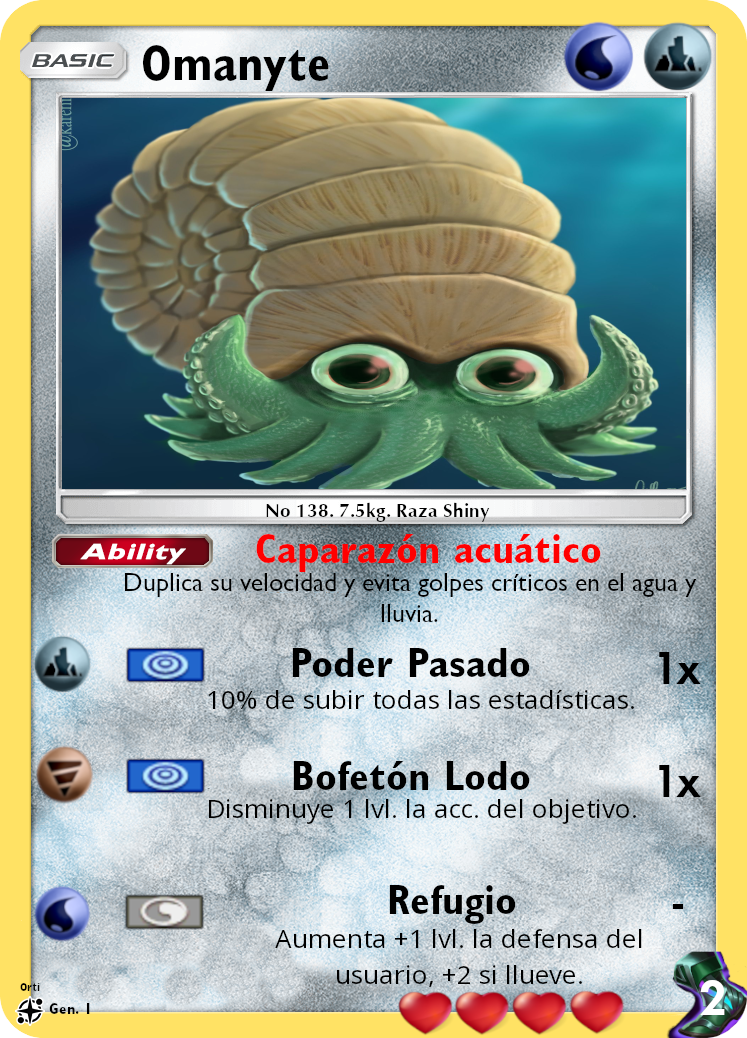 BASIC
Omanyte
@karem
No 138. 7.5kg. Raza Shiny
Ability
Caparazón acuático
Duplica su velocidad y evita golpes críticos en el agua y
lluvia.
Poder Pasado
1x
10% de subir todas las estadísticas.
Bofetón Lodo
1x
Disminuye 1 lvl. la acc. del objetivo.
Refugio
-
Aumenta +1 lvl. la defensa del
usuario, +2 si llueve.
Orti
Gen. I
2